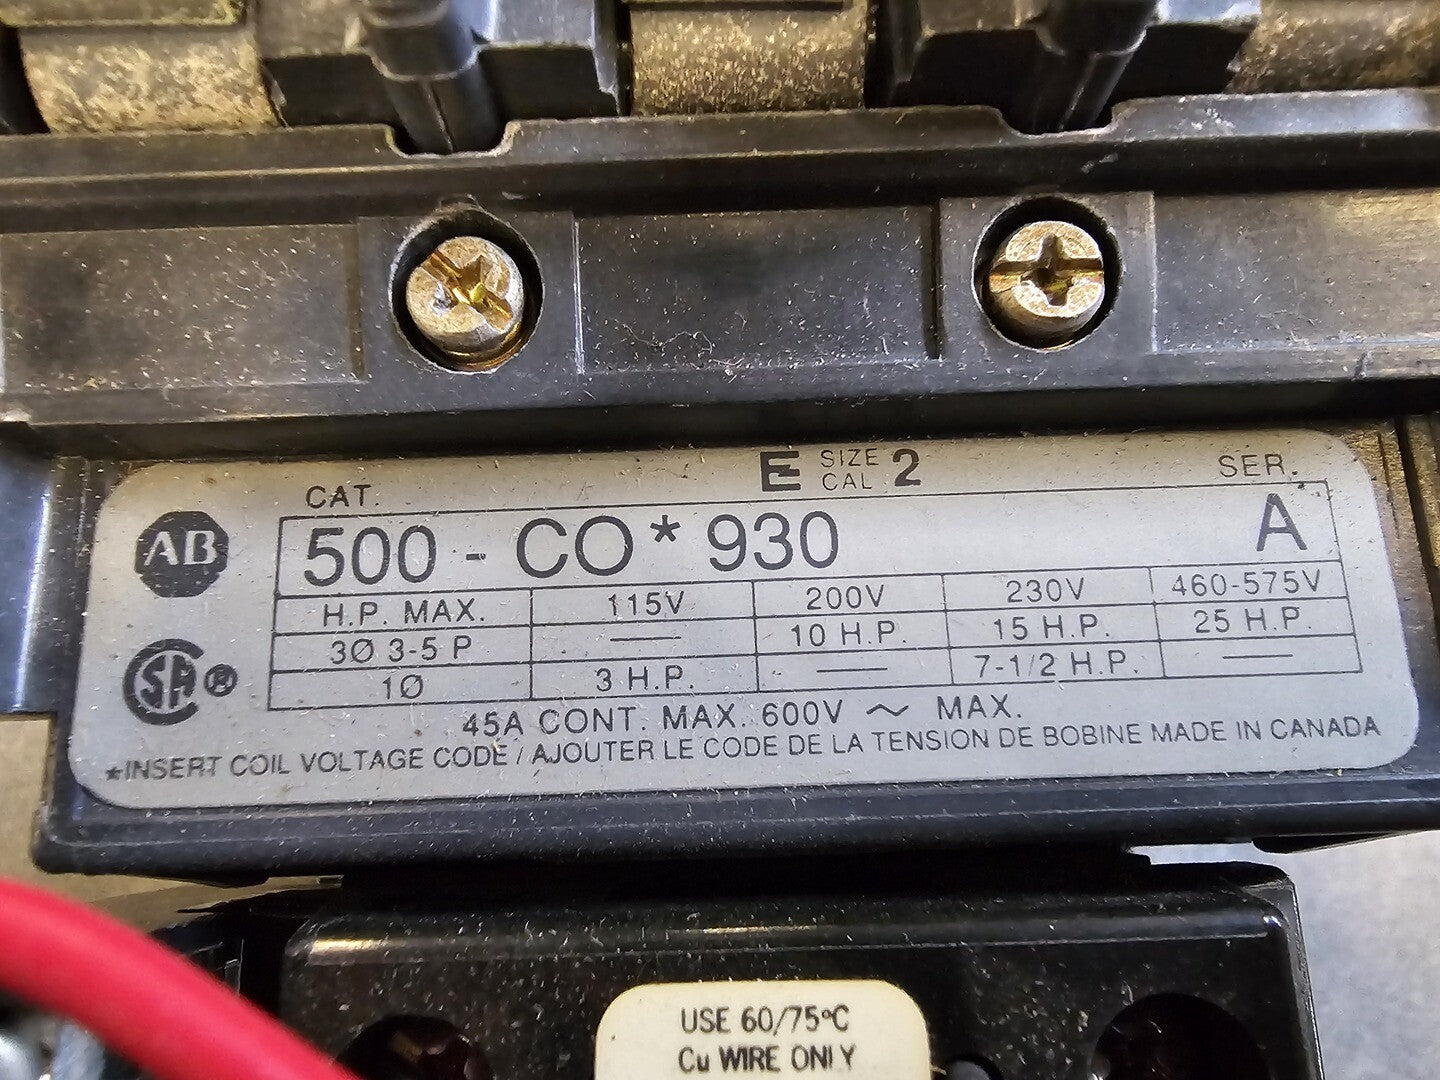 E SIZE CAL 2
CAT. SER.
500 - CO * 930 A
H.P. MAX. 115V 200V 230V 460-575V
3Ø 3-5 P — 10 H.P. 15 H.P. 25 H.P.
1Ø 3 H.P. — 7-1/2 H.P. —
45A CONT. MAX. 600V ~ MAX.
*INSERT COIL VOLTAGE CODE / AJOUTER LE CODE DE LA TENSION DE BOBINE MADE IN CANADA
AB
SA ®
USE 60/75°C
Cu WIRE ONLY